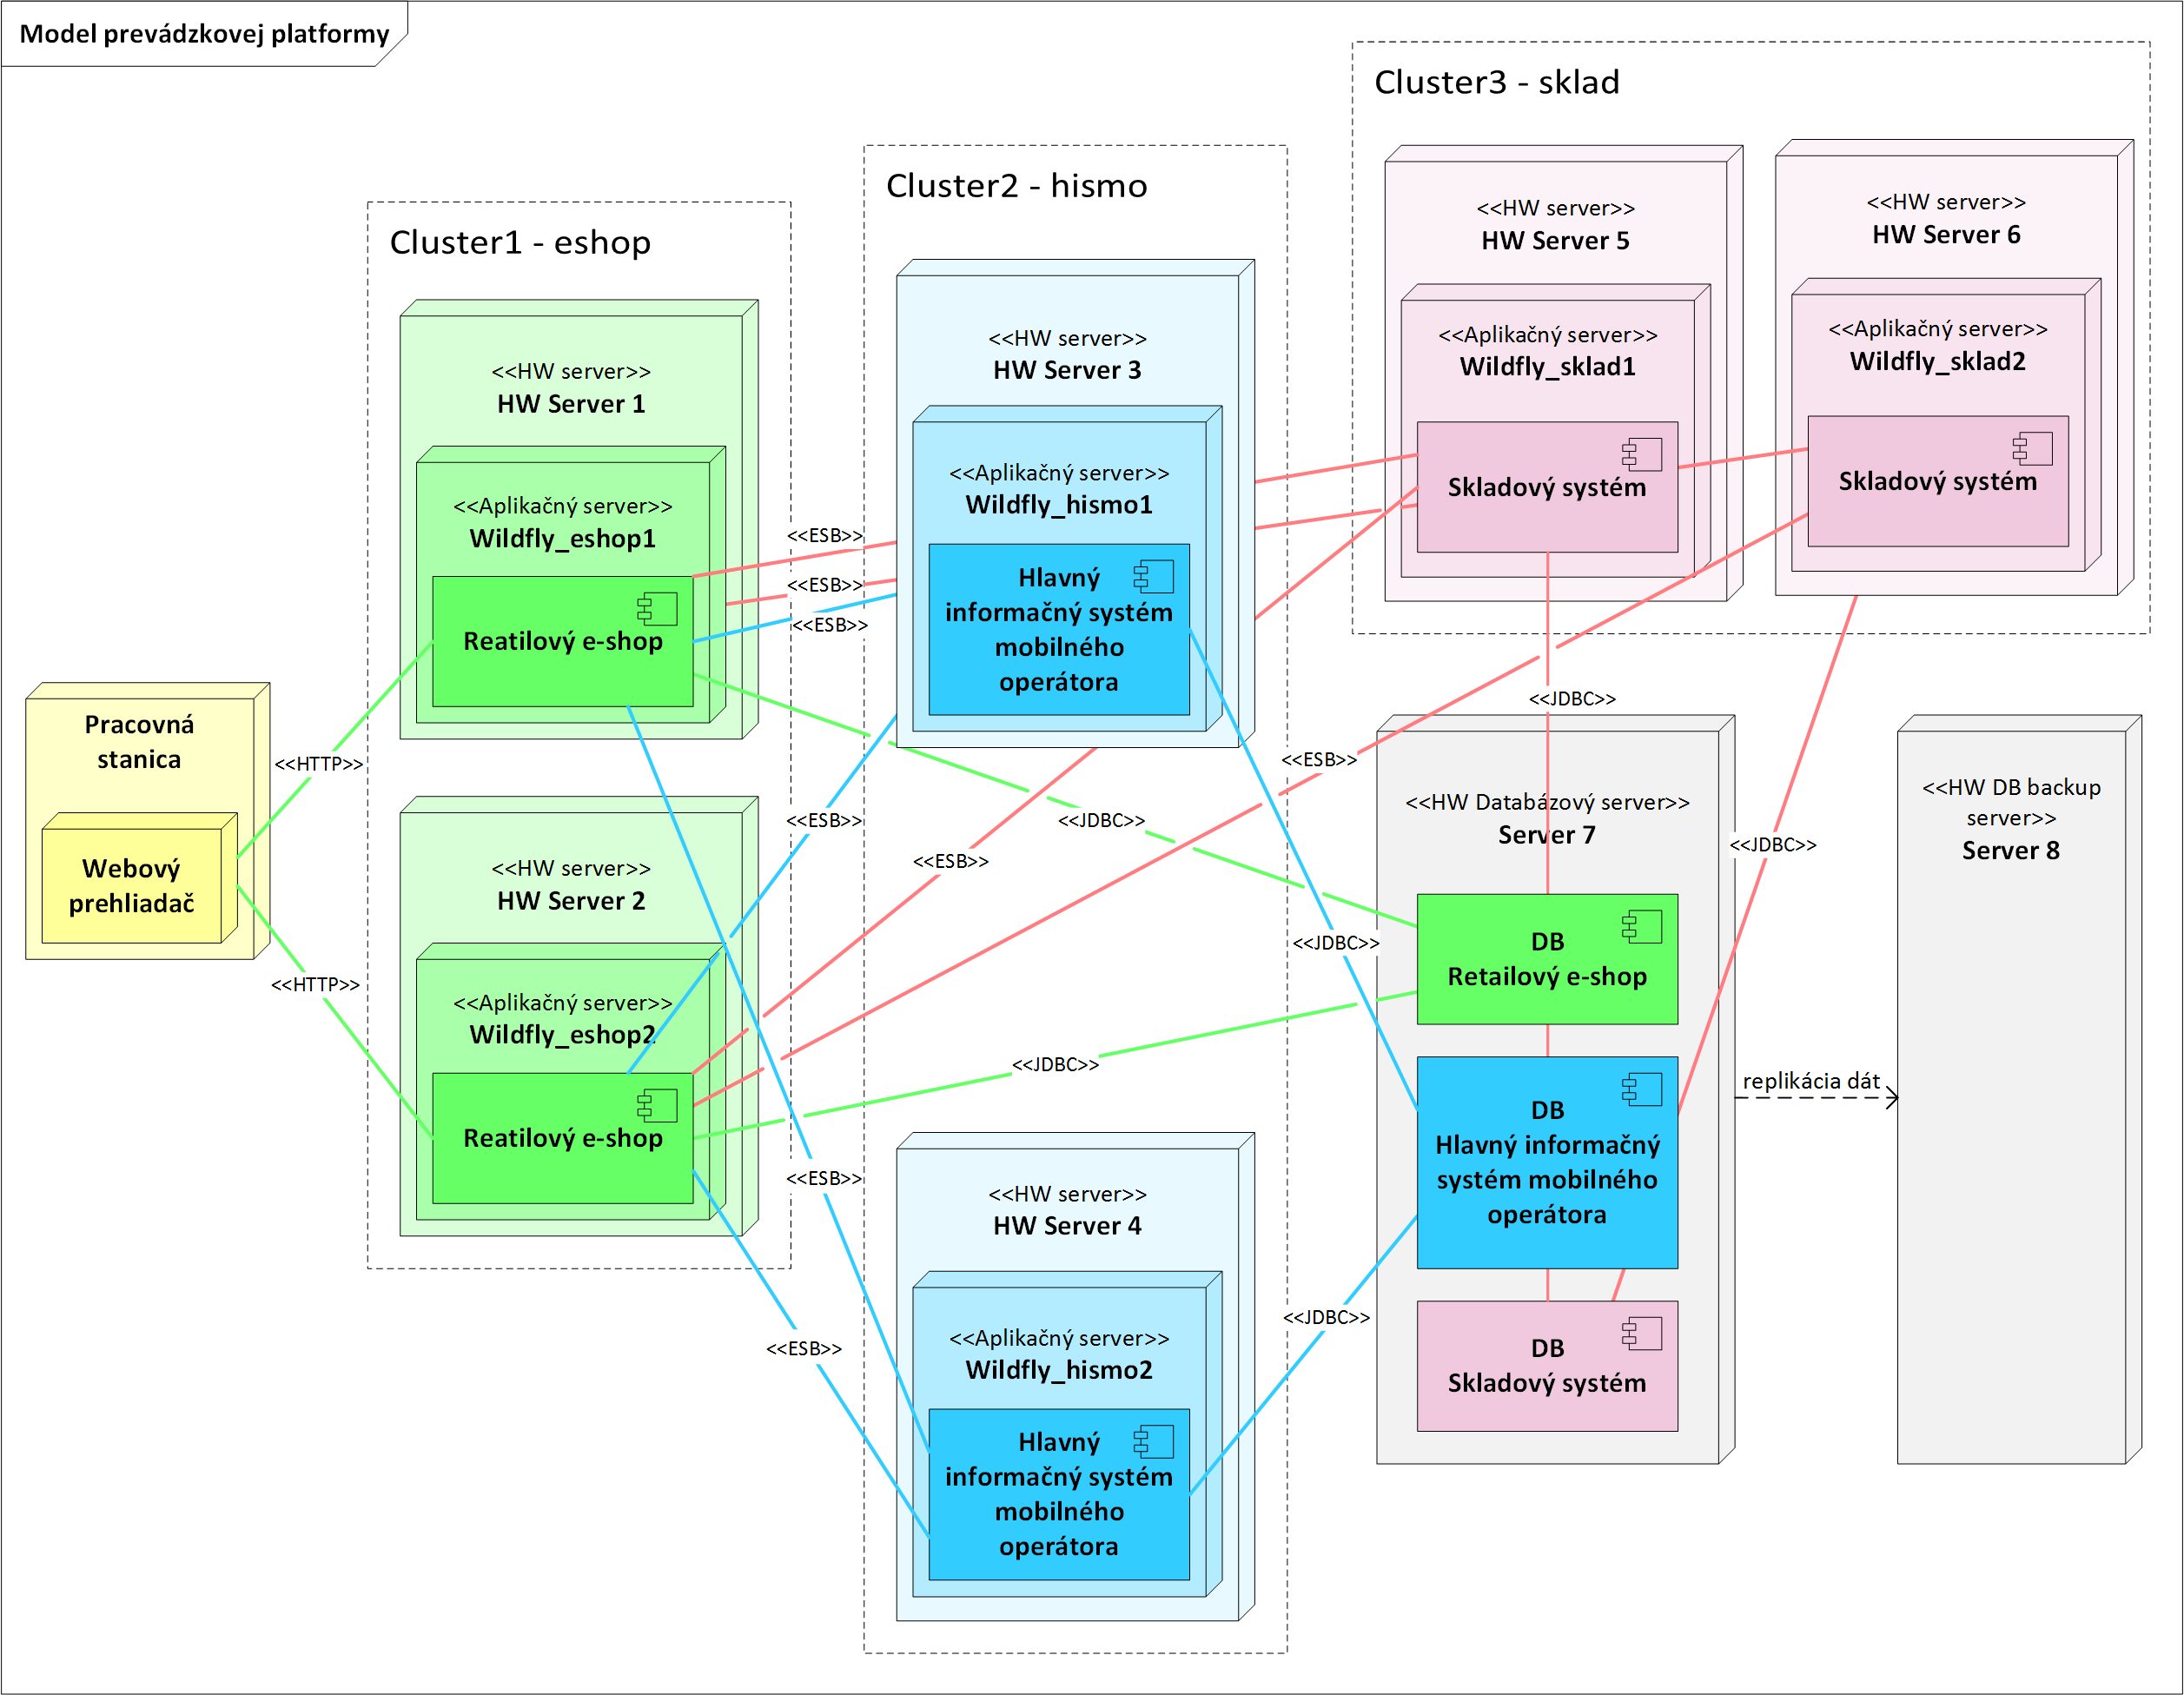 Model prevádzkovej platformy
Cluster3 - sklad
Cluster2 - hismo
Cluster1 - eshop
<<HW server>>
HW Server 5
<<HW server>>
HW Server 6
<<Aplikačný server>>
Wildfly_sklad1
<<Aplikačný server>>
Wildfly_sklad2
Skladový systém
Skladový systém
<<HW server>>
HW Server 3
<<Aplikačný server>>
Wildfly_hismo1
Hlavný
informačný systém
mobilného
operátora
<<HW server>>
HW Server 1
<<Aplikačný server>>
Wildfly_eshop1
Reatilový e-shop
<<ESB>>
<<ESB>>
<<ESB>>
Pracovná
stanica
Webový
prehliadač
<<HTTP>>
<<HTTP>>
<<HW server>>
HW Server 2
<<Aplikačný server>>
Wildfly_eshop2
Reatilový e-shop
<<ESB>>
<<ESB>>
<<ESB>>
<<JDBC>>
<<JDBC>>
<<JDBC>>
<<JDBC>>
<<JDBC>>
<<ESB>>
<<ESB>>
<<JDBC>>
<<HW server>>
HW Server 4
<<Aplikačný server>>
Wildfly_hismo2
Hlavný
informačný systém
mobilného
operátora
<<HW Databázový server>>
Server 7
DB
Retailový e-shop
DB
Hlavný informačný
systém mobilného
operátora
DB
Skladový systém
replikácia dát
<<HW DB backup
server>>
Server 8